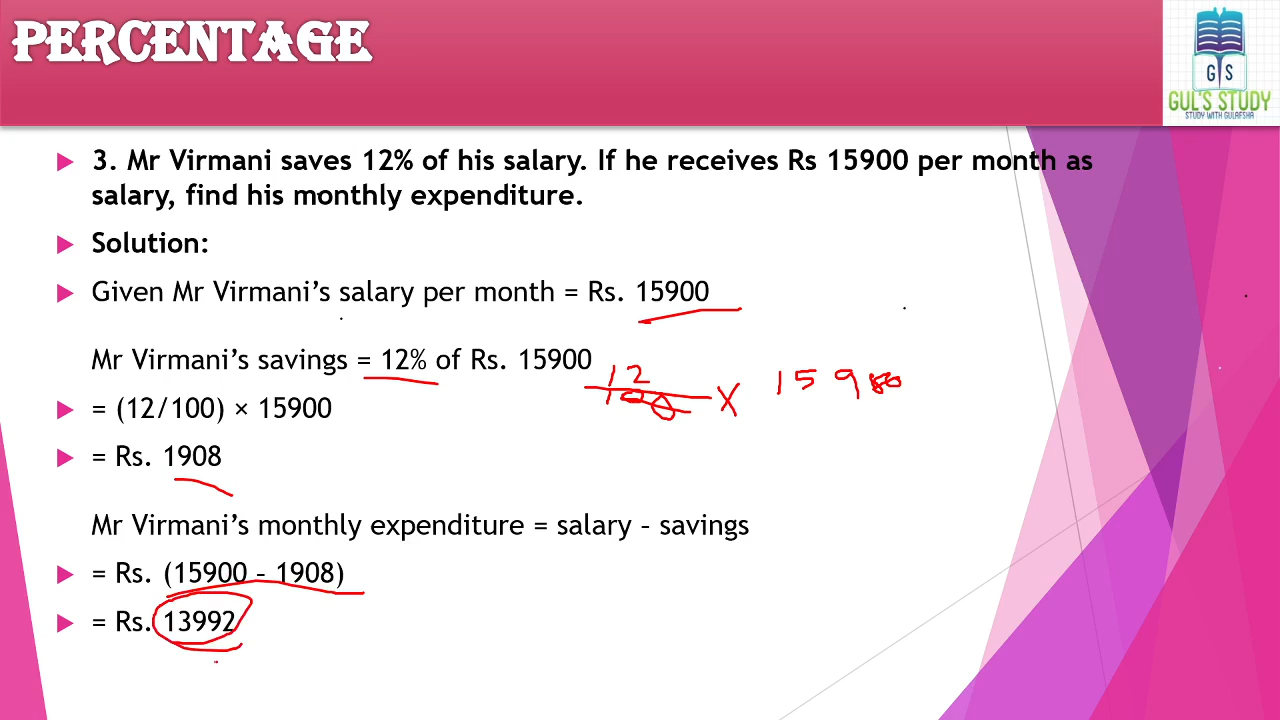 PERCENTAGE
GS
GUL'S STUDY
STUDY WITH GULAFSHA
3. Mr Virmani saves 12% of his salary. If he receives Rs 15900 per month as
salary, find his monthly expenditure.
Solution:
Given Mr Virmani's salary per month = Rs. 15900
Mr Virmani's savings = 12% of Rs. 15900
= (12/100) × 15900
12
100 X 15900
= Rs. 1908
Mr Virmani's monthly expenditure = salary – savings
= Rs. (15900 – 1908)
= Rs. 13992